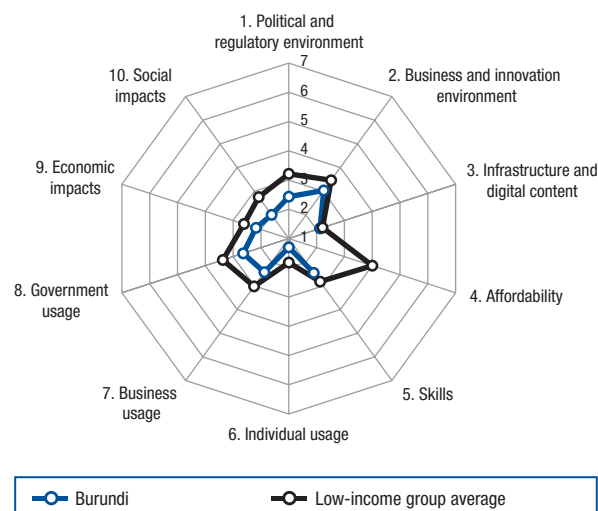 1. Political and
regulatory environment
2. Business and innovation
environment
3. Infrastructure and
digital content
4. Affordability
5. Skills
6. Individual usage
7. Business
usage
8. Government
usage
9. Economic
impacts
10. Social
impacts
7
6
5
4
3
2
1
Burundi
Low-income group average